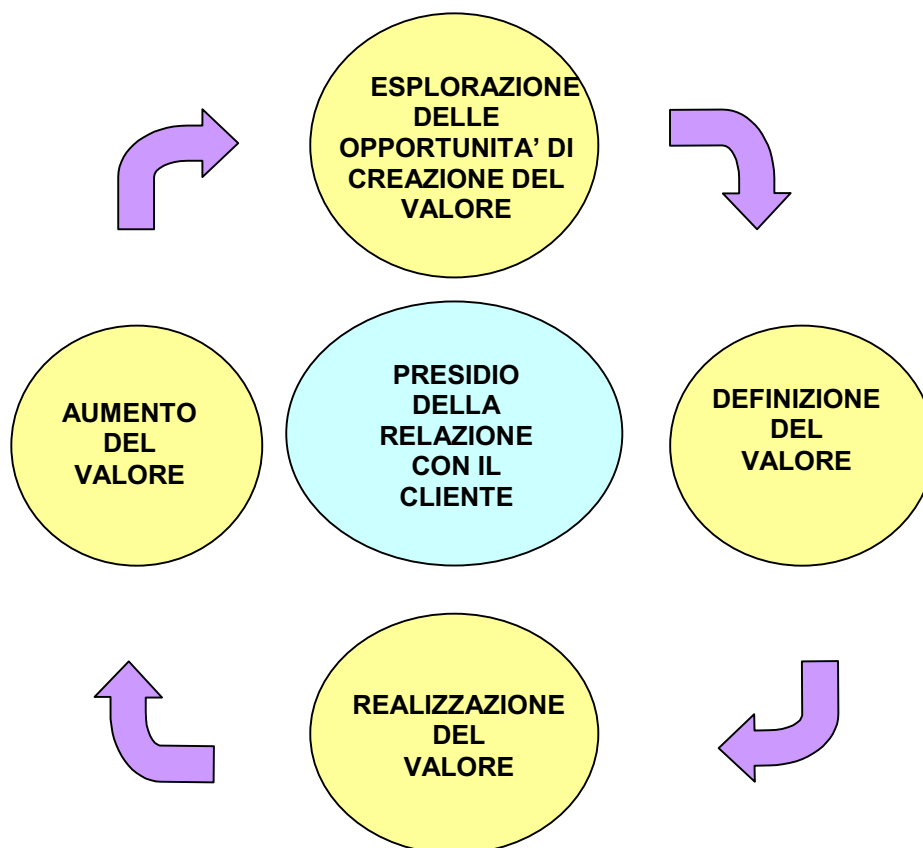 ESPLORAZIONE
DELLE
OPPORTUNITA’ DI
CREAZIONE DEL
VALORE
AUMENTO
DEL
VALORE
PRESIDIO
DELLA
RELAZIONE
CON IL
CLIENTE
DEFINIZIONE
DEL
VALORE
REALIZZAZIONE
DEL
VALORE